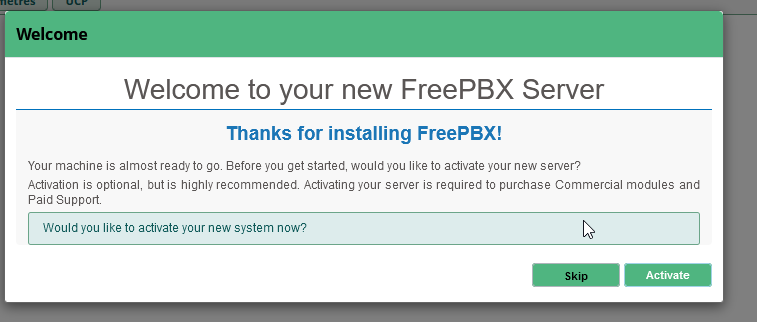 UCP
Welcome
Welcome to your new FreePBX Server
Thanks for installing FreePBX!
Your machine is almost ready to go. Before you get started, would you like to activate your new server?
Activation is optional, but is highly recommended. Activating your server is required to purchase Commercial modules and
Paid Support.
Would you like to activate your new system now?
Skip
Activate